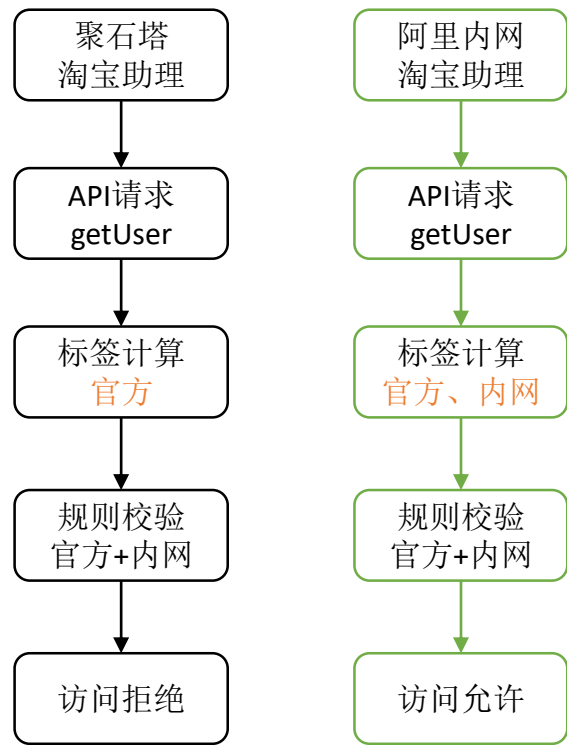 聚石塔
淘宝助理
API请求
getUser
标签计算
官方
规则校验
官方+内网
访问拒绝
阿里内网
淘宝助理
API请求
getUser
标签计算
官方、内网
规则校验
官方+内网
访问允许